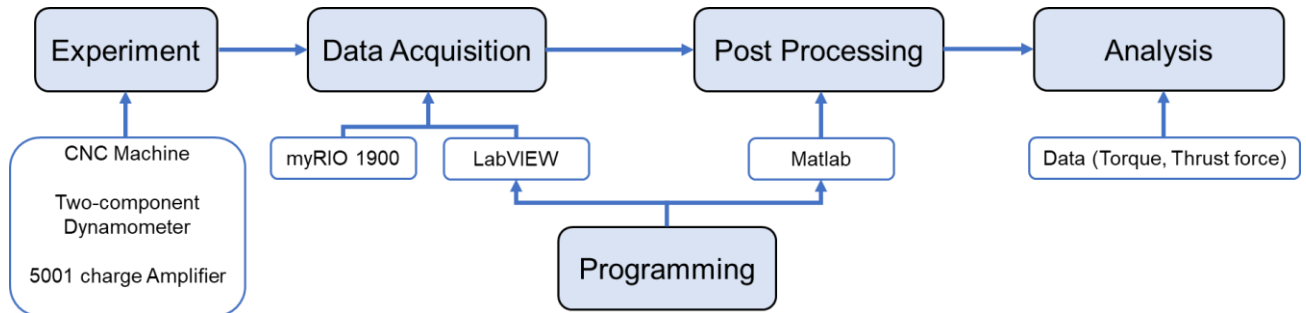 Experiment
Data Acquisition
Post Processing
Analysis
CNC Machine
Two-component
Dynamometer
5001 charge Amplifier
myRIO 1900
LabVIEW
Matlab
Data (Torque, Thrust force)
Programming